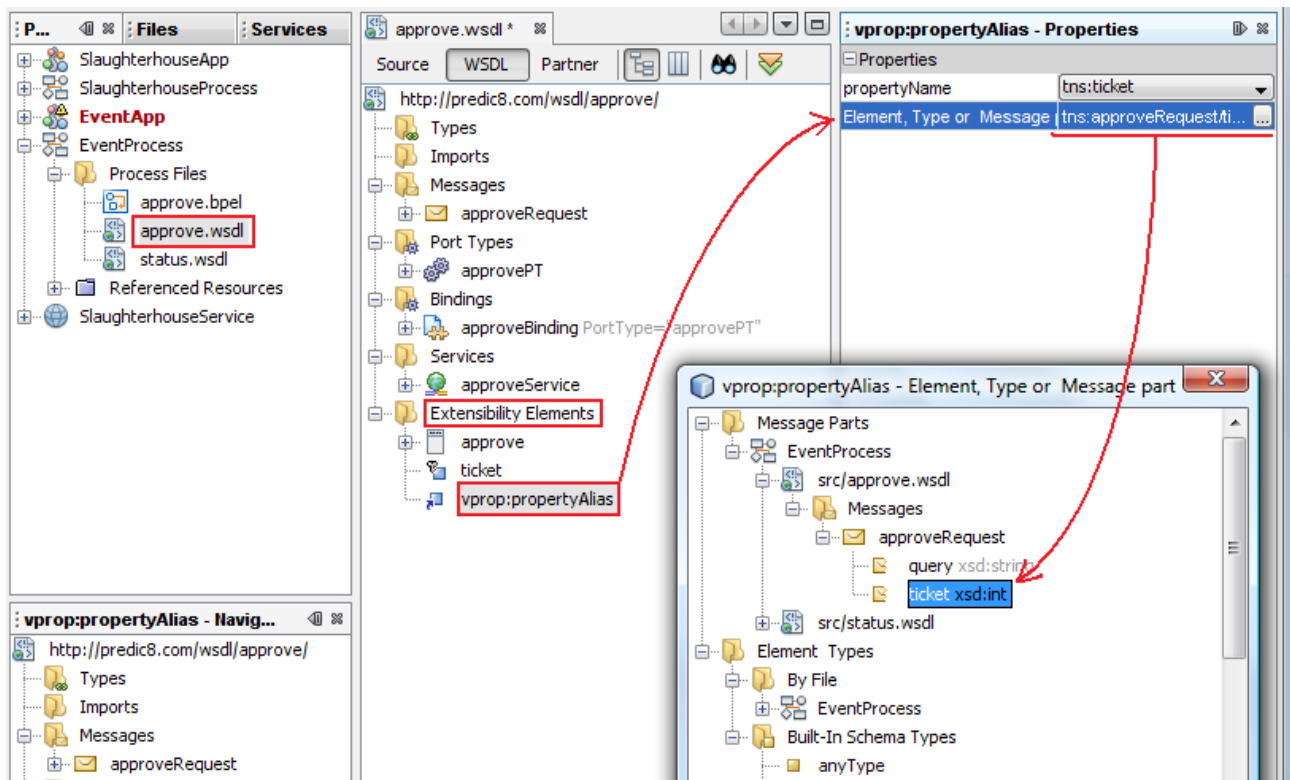 P...
Files
Services
SlaughterhouseApp
SlaughterhouseProcess
EventApp
EventProcess
Process Files
approve.bpel
approve.wsdl
status.wsdl
Referenced Resources
SlaughterhouseService
vprop:propertyAlias - Navig...
http://predic8.com/wsdl/approve/
Types
Imports
Messages
approveRequest
approve.wsdl *
Source WSDL Partner
http://predic8.com/wsdl/approve/
Types
Imports
Messages
approveRequest
Port Types
approvePT
Bindings
approveBinding PortType="approvePT"
Services
approveService
Extensibility Elements
approve
ticket
vprop:propertyAlias
vprop:propertyAlias - Properties
Properties
propertyName tns:ticket
Element, Type or Message tns:approveRequest/ti... ...
vprop:propertyAlias - Element, Type or Message part
Message Parts
EventProcess
src/approve.wsdl
Messages
approveRequest
query xsd:string
ticket xsd:int
src/status.wsdl
Element Types
By File
EventProcess
Built-In Schema Types
anyType